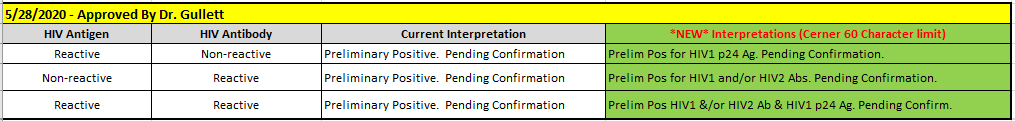 5/28/2020 - Approved By Dr. Gullett
HIV Antigen HIV Antibody Current Interpretation *NEW* Interpretations (Cerner 60 Character limit)
Reactive Non-reactive Preliminary Positive.  Pending Confirmation Prelim Pos for HIV1 p24 Ag. Pending Confirmation.
Non-reactive Reactive Preliminary Positive.  Pending Confirmation Prelim Pos for HIV1 and/or HIV2 Abs. Pending Confirmation.
Reactive Reactive Preliminary Positive.  Pending Confirmation Prelim Pos HIV1 &/or HIV2 Ab & HIV1 p24 Ag. Pending Confirm.